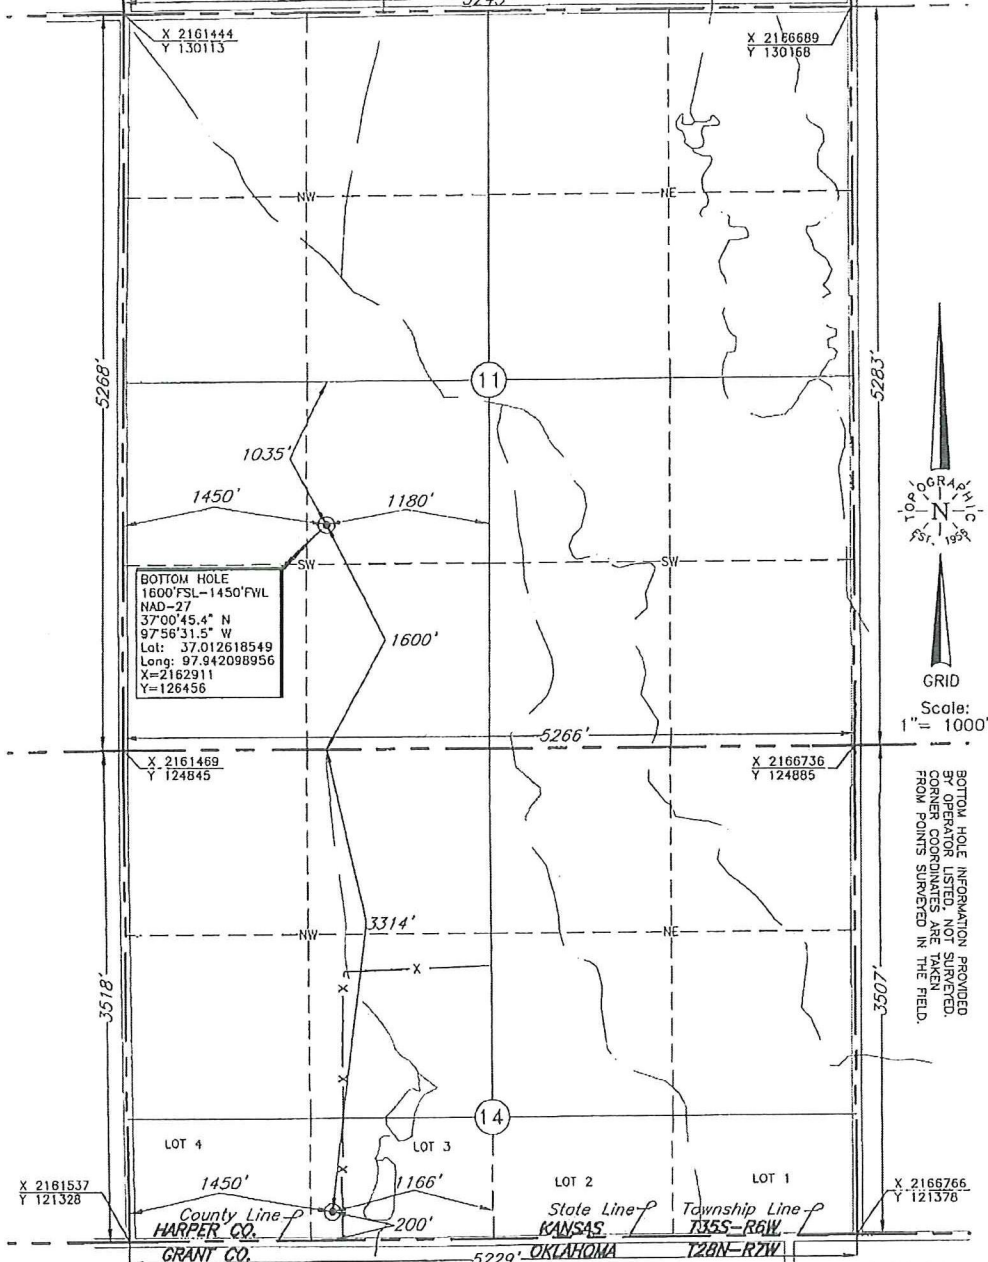 5245'
X 2161444
Y 130113
X 2166689
Y 130168
NW
NE
5268'
11
5283'
1035'
1450'
1180'
SW
SW
BOTTOM HOLE
1600'FSL-1450'FWL
NAD-27
37°00'45.4" N
97°56'31.5" W
Lat: 37.012618549
Long: 97.942098956
X=2162911
Y=126456
1600'
TOPOGRAPHIC
N
EST. 1956
GRID
Scale:
1"= 1000'
5266'
X 2161469
Y 124845
X 2166736
Y 124885
BOTTOM HOLE INFORMATION PROVIDED
BY OPERATOR LISTED, NOT SURVEYED.
CORNER COORDINATES ARE TAKEN
FROM POINTS SURVEYED IN THE FIELD.
3314'
NW
NE
X
X
3518'
3507'
X
14
LOT 4
LOT 3
X
LOT 2
LOT 1
X 2161537
Y 121328
1450'
1166'
X 2166766
Y 121378
County Line
State Line
Township Line
HARPER CO.
200'
KANSAS
T35S-R6W
GRANT CO.
5229'
OKLAHOMA
T28N-R7W